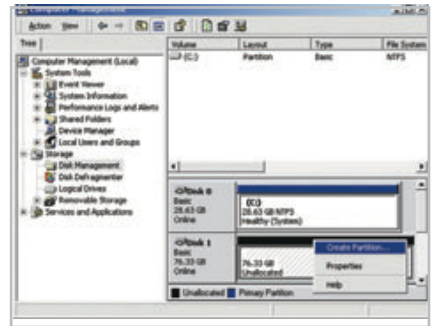 Computer Management
Action View
Tree
Computer Management (Local)
System Tools
Event Viewer
System Information
Performance Logs and Alerts
Shared Folders
Device Manager
Local Users and Groups
Storage
Disk Management
Disk Defragmenter
Logical Drives
Removable Storage
Services and Applications
Volume Layout Type File System
(C:) Partition Basic NTFS
Disk 0
Basic
28.63 GB
Online
(C:)
28.63 GB NTFS
Healthy (System)
Disk 1
Basic
76.33 GB
Online
76.33 GB
Unallocated
Create Partition...
Properties
Help
Unallocated Primary Partition